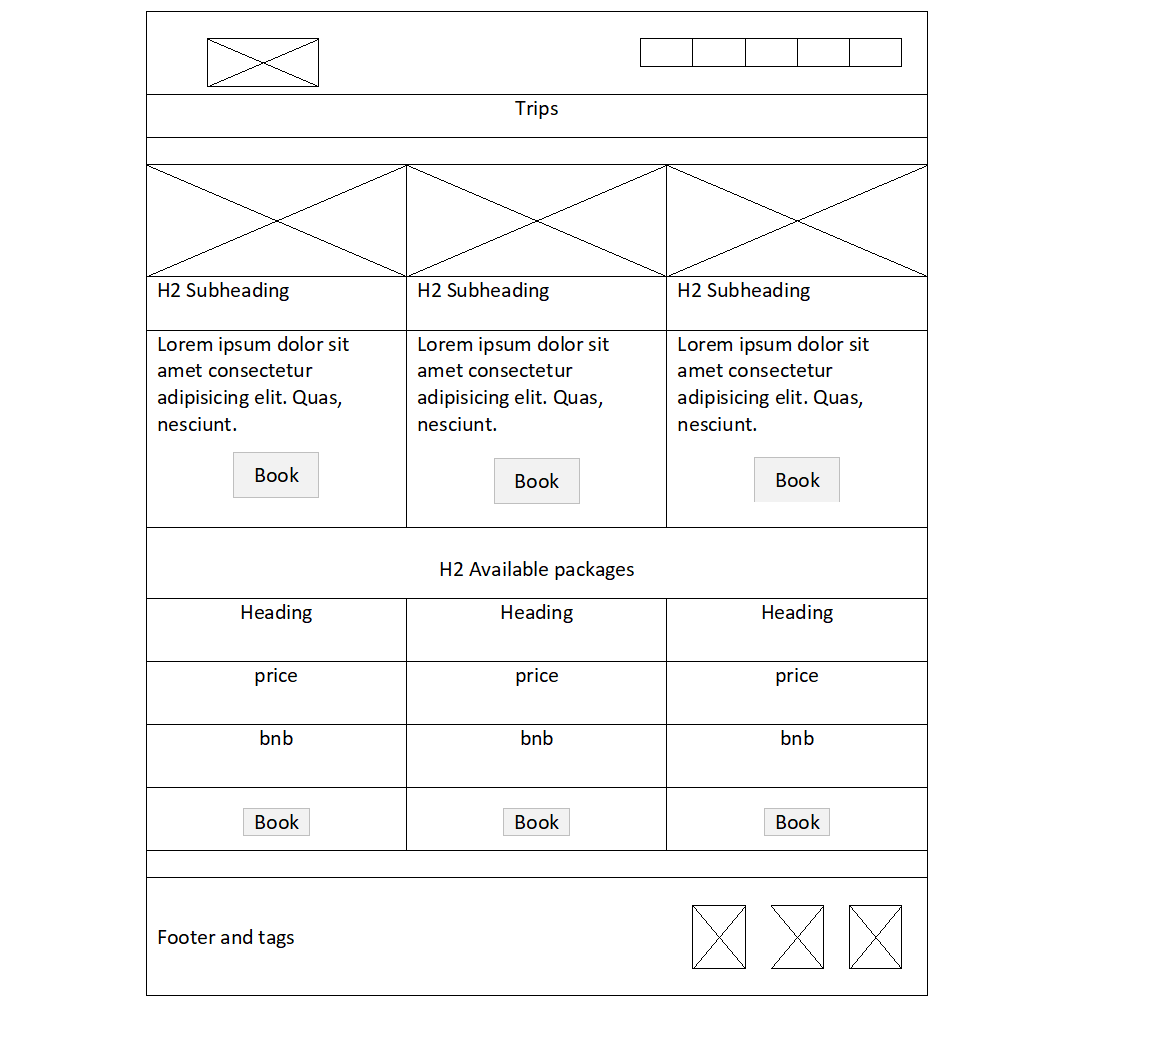 Trips
H2 Subheading
H2 Subheading
H2 Subheading
Lorem ipsum dolor sit
amet consectetur
adipisicing elit. Quas,
nesciunt.
Book
Lorem ipsum dolor sit
amet consectetur
adipisicing elit. Quas,
nesciunt.
Book
Lorem ipsum dolor sit
amet consectetur
adipisicing elit. Quas,
nesciunt.
Book
H2 Available packages
Heading
Heading
Heading
price
price
price
bnb
bnb
bnb
Book
Book
Book
Footer and tags